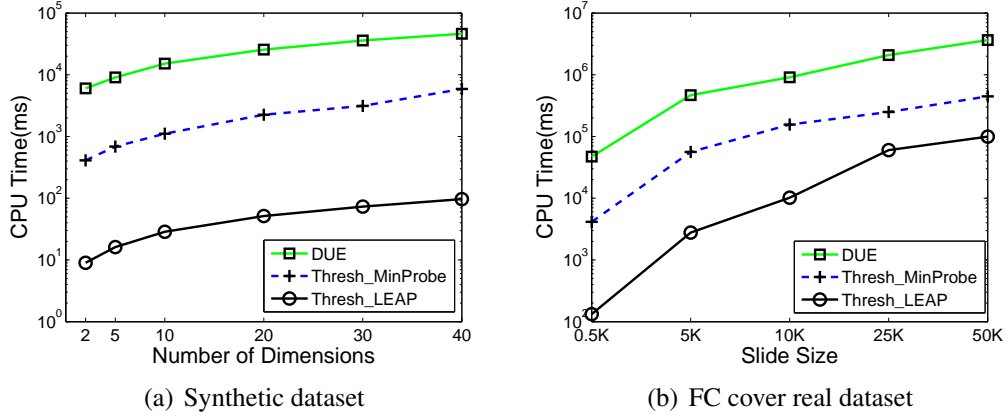 10^5
10^4
10^3
10^2
10^1
10^0
CPU Time(ms)
2 5 10 20 30 40
Number of Dimensions
DUE
Thresh_MinProbe
Thresh_LEAP
(a) Synthetic dataset
10^7
10^6
10^5
10^4
10^3
10^2
CPU Time(ms)
0.5K 5K 10K 25K 50K
Slide Size
DUE
Thresh_MinProbe
Thresh_LEAP
(b) FC cover real dataset